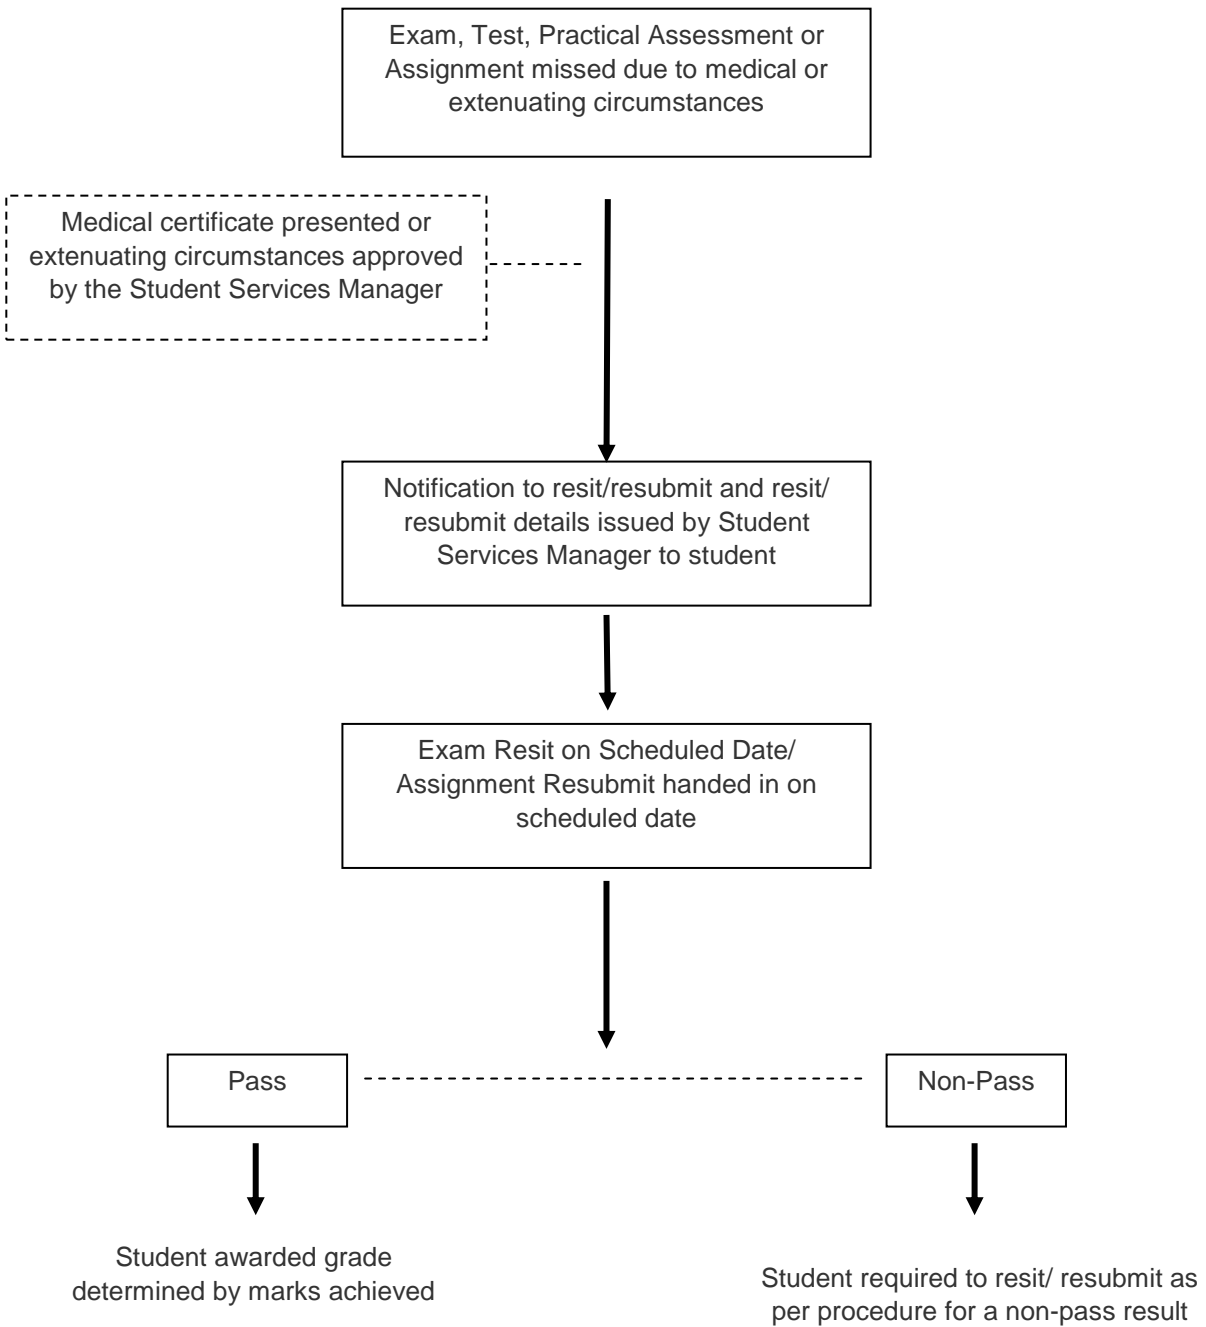 Exam, Test, Practical Assessment or
Assignment missed due to medical or
extenuating circumstances
Medical certificate presented or
extenuating circumstances approved
by the Student Services Manager
Notification to resit/resubmit and resit/
resubmit details issued by Student
Services Manager to student
Exam Resit on Scheduled Date/
Assignment Resubmit handed in on
scheduled date
Pass
Non-Pass
Student awarded grade
determined by marks achieved
Student required to resit/ resubmit as
per procedure for a non-pass result